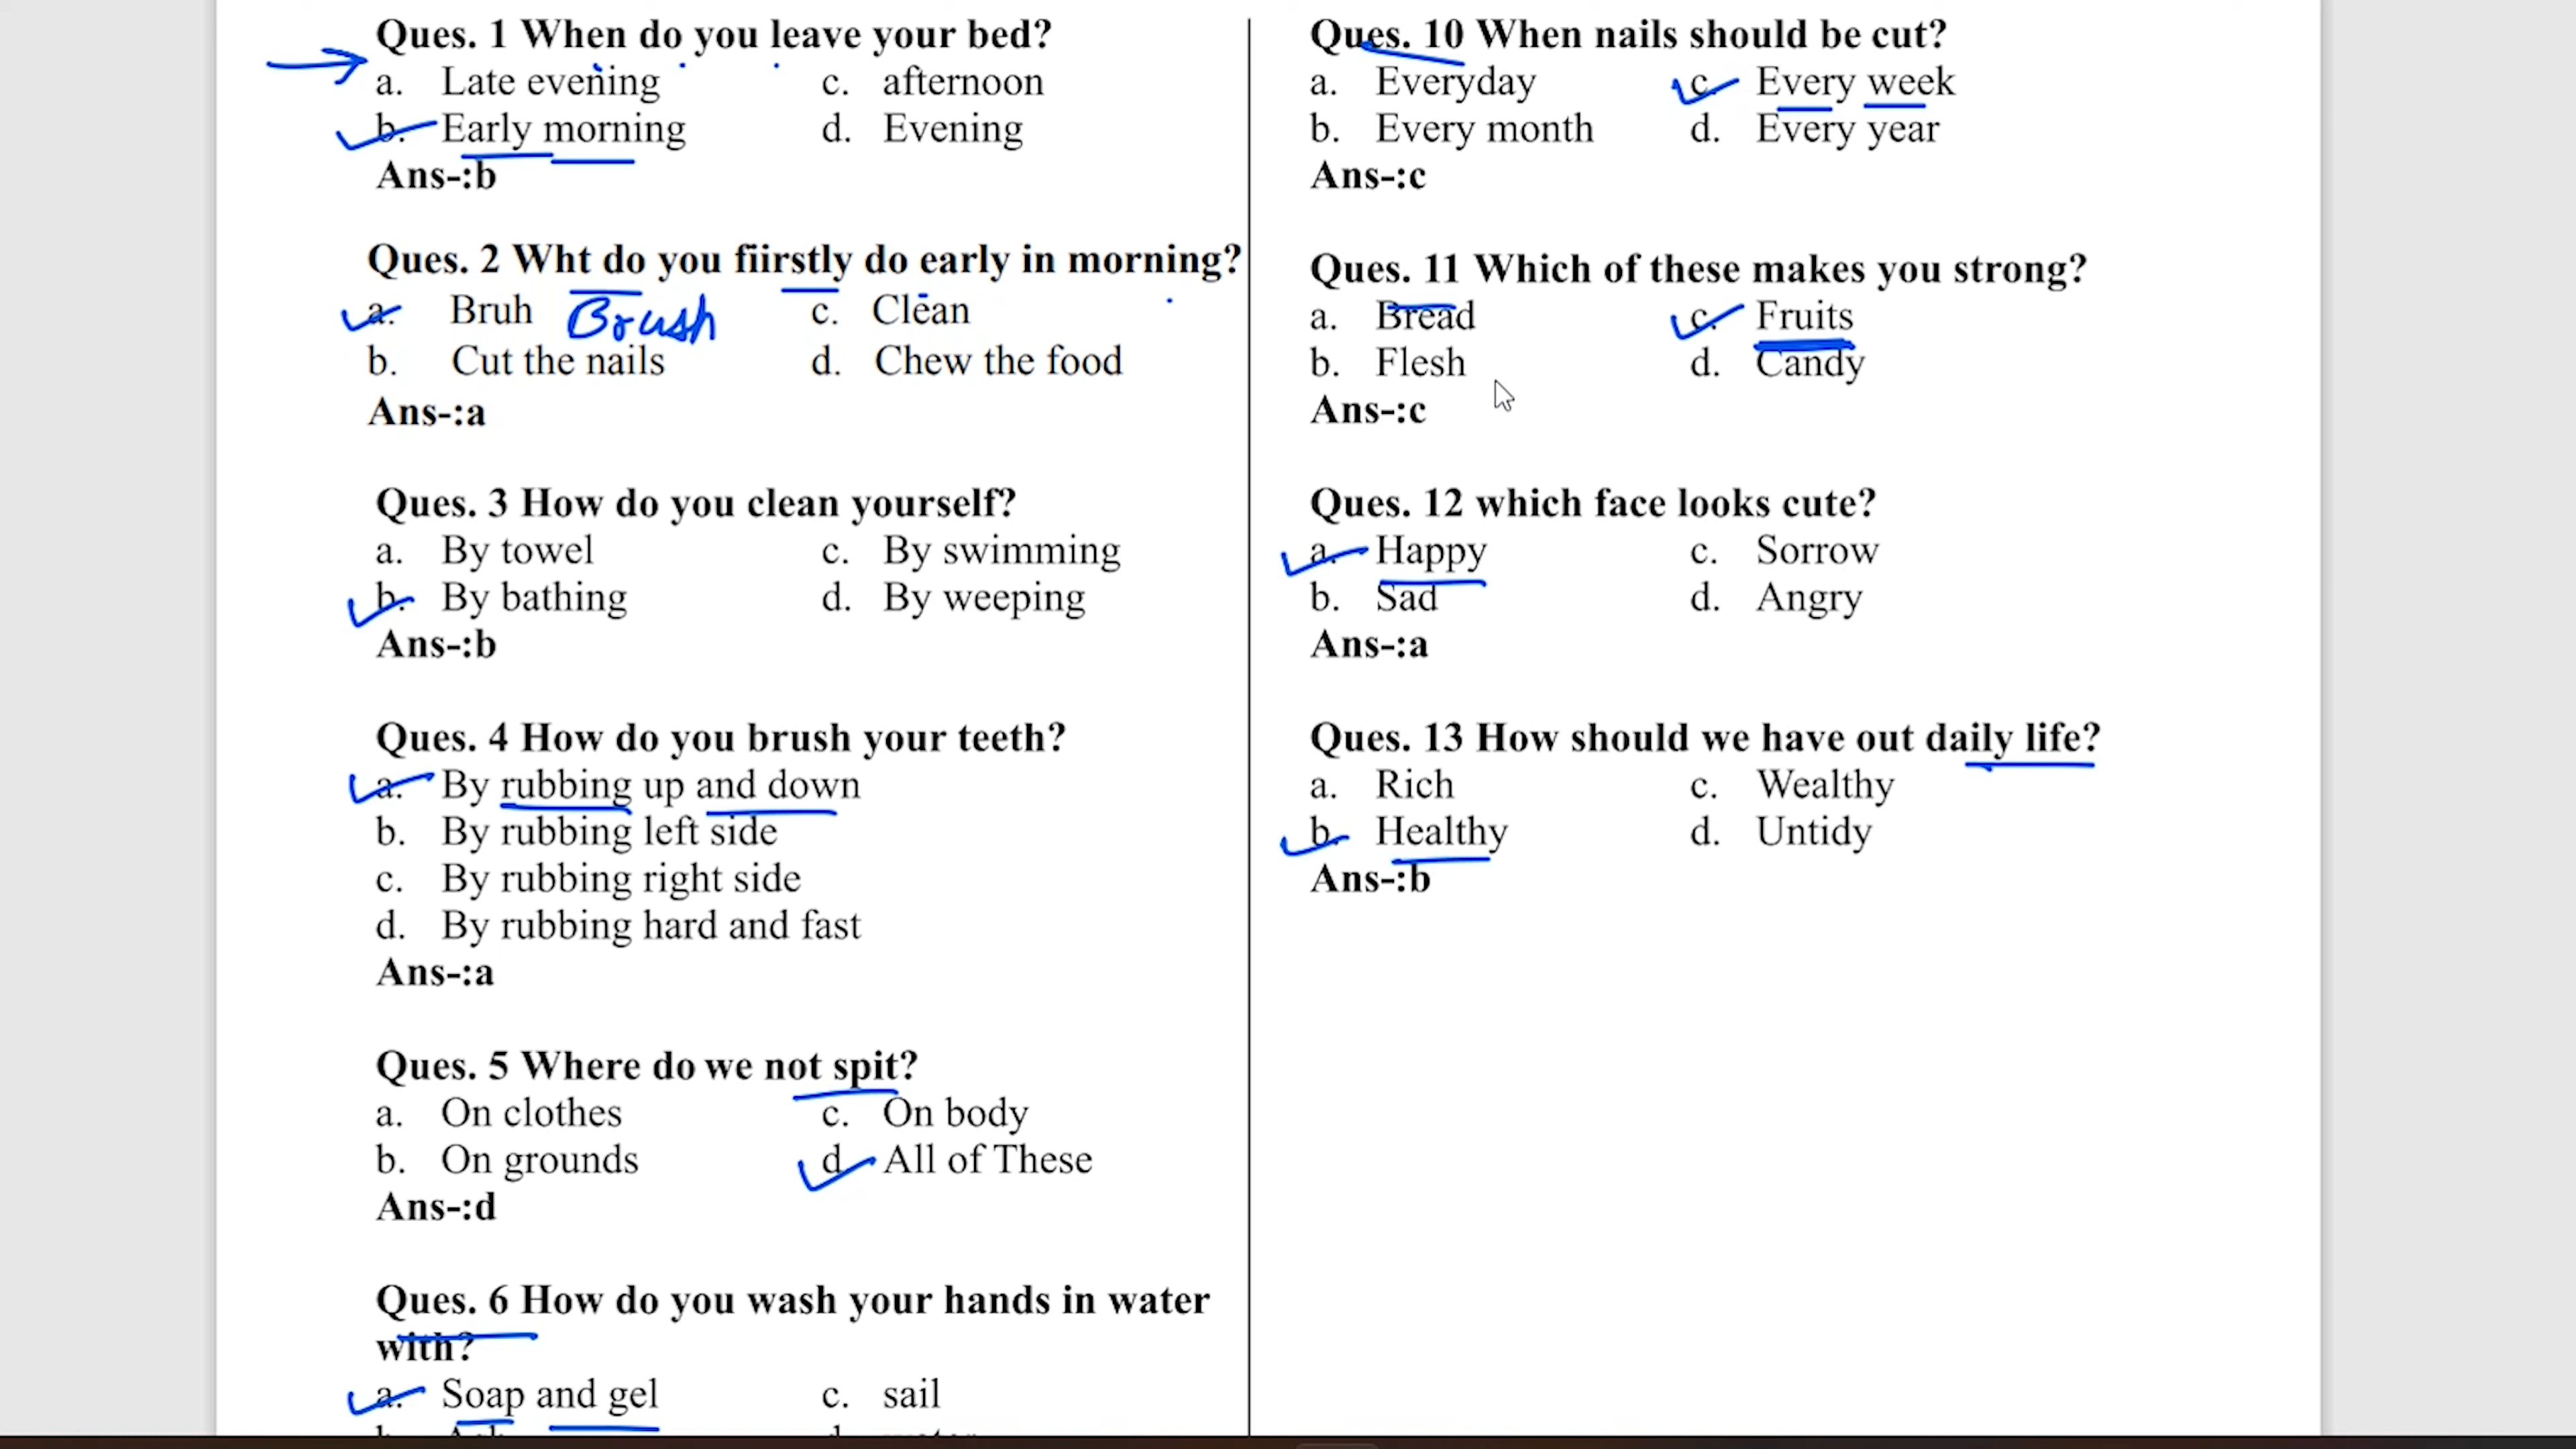 Ques. 1 When do you leave your bed?
a. Late evening c. afternoon
b. Early morning d. Evening
Ans-:b
Ques. 2 Wht do you fiirstly do early in morning?
a. Bruh Brush c. Clean
b. Cut the nails d. Chew the food
Ans-:a
Ques. 3 How do you clean yourself?
a. By towel c. By swimming
b. By bathing d. By weeping
Ans-:b
Ques. 4 How do you brush your teeth?
a. By rubbing up and down
b. By rubbing left side
c. By rubbing right side
d. By rubbing hard and fast
Ans-:a
Ques. 5 Where do we not spit?
a. On clothes c. On body
b. On grounds d. All of These
Ans-:d
Ques. 6 How do you wash your hands in water
with?
a. Soap and gel c. sail
Ques. 10 When nails should be cut?
a. Everyday c. Every week
b. Every month d. Every year
Ans-:c
Ques. 11 Which of these makes you strong?
a. Bread c. Fruits
b. Flesh d. Candy
Ans-:c
Ques. 12 which face looks cute?
a. Happy c. Sorrow
b. Sad d. Angry
Ans-:a
Ques. 13 How should we have out daily life?
a. Rich c. Wealthy
b. Healthy d. Untidy
Ans-:b